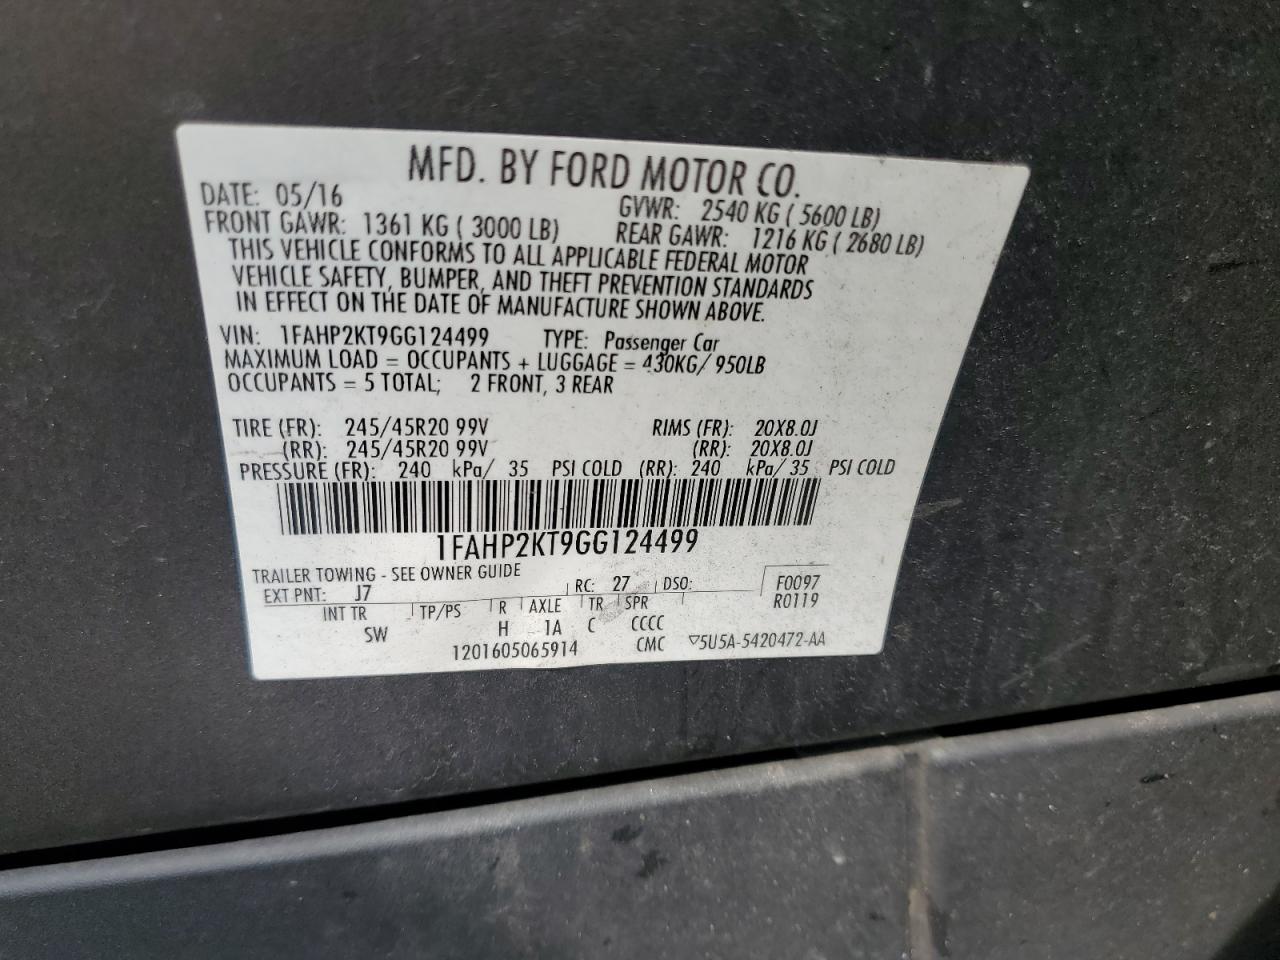 MFD. BY FORD MOTOR CO.
DATE: 05/16 GVWR: 2540 KG ( 5600 LB)
FRONT GAWR: 1361 KG ( 3000 LB) REAR GAWR: 1216 KG ( 2680 LB)
THIS VEHICLE CONFORMS TO ALL APPLICABLE FEDERAL MOTOR
VEHICLE SAFETY, BUMPER, AND THEFT PREVENTION STANDARDS
IN EFFECT ON THE DATE OF MANUFACTURE SHOWN ABOVE.
VIN: 1FAHP2KT9GG124499 TYPE: Passenger Car
MAXIMUM LOAD = OCCUPANTS + LUGGAGE = 430KG/ 950LB
OCCUPANTS = 5 TOTAL; 2 FRONT, 3 REAR
TIRE (FR): 245/45R20 99V RIMS (FR): 20X8.0J
(RR): 245/45R20 99V (RR): 20X8.0J
PRESSURE (FR): 240 kPa/ 35 PSI COLD (RR): 240 kPa/ 35 PSI COLD
1FAHP2KT9GG124499
TRAILER TOWING - SEE OWNER GUIDE
EXT PNT: J7 RC: 27 DSO: F0097
INT TR TP/PS R AXLE TR SPR R0119
SW H 1A C CCCC
1201605065914 CMC ▽5U5A-5420472-AA